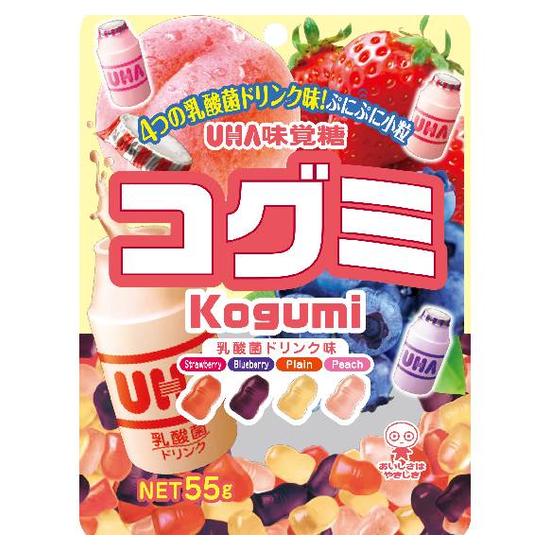 UHA
4つの乳酸菌ドリンク味!ぷにぷに小粒
UHA
UHA味覚糖
コグミ
Kogumi
乳酸菌ドリンク味
Strawberry Blueberry Plain Peach
UHA
UHA
乳酸菌
ドリンク
おいしさは
やさしさ
NET55g